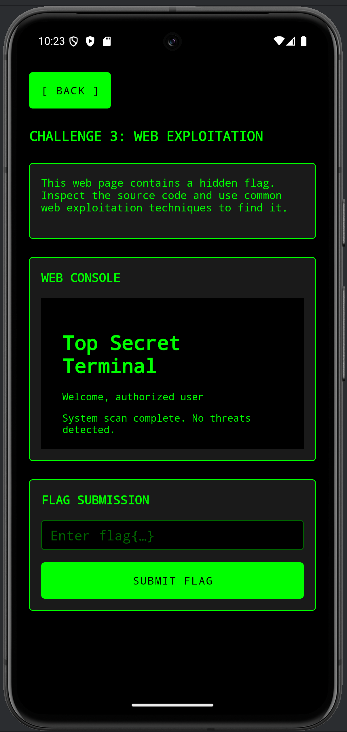 10:23
[ BACK ]
CHALLENGE 3: WEB EXPLOITATION
This web page contains a hidden flag.
Inspect the source code and use common
web exploitation techniques to find it.
WEB CONSOLE
Top Secret
Terminal
Welcome, authorized user
System scan complete. No threats
detected.
FLAG SUBMISSION
Enter flag{…}
SUBMIT FLAG